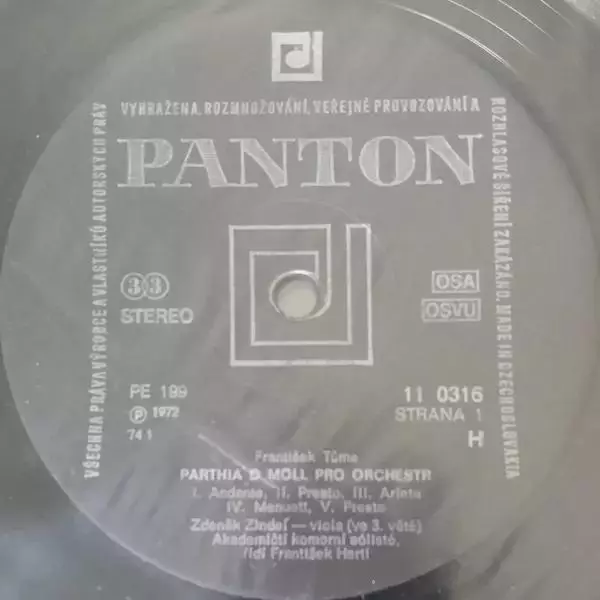 VYHRAŽENA, ROZMNOŽOVÁNÍ, VEŘEJNÉ PROVOZOVÁNÍ A
ROZHLASOVÉ ŠÍŘENÍ ZAKÁZÁNO. MADE IN CZECHOSLOVAKIA
VŠECHNA PRÁVA VÝROBCE A VLASTNÍKŮ AUTORSKÝCH PRÁV
PANTON
33
STEREO
OSA
OSVU
PE 199
℗ 1972
74 1
11 0316
STRANA 1
H
František Tůma
PARTHIA D MOLL PRO ORCHESTR
I. Andante, II. Presto, III. Arietta
IV. Menuett, V. Presto
Zdeněk Zindel — viola (ve 3. větě)
Akademičtí komorní sólisté,
řídí František Hertl